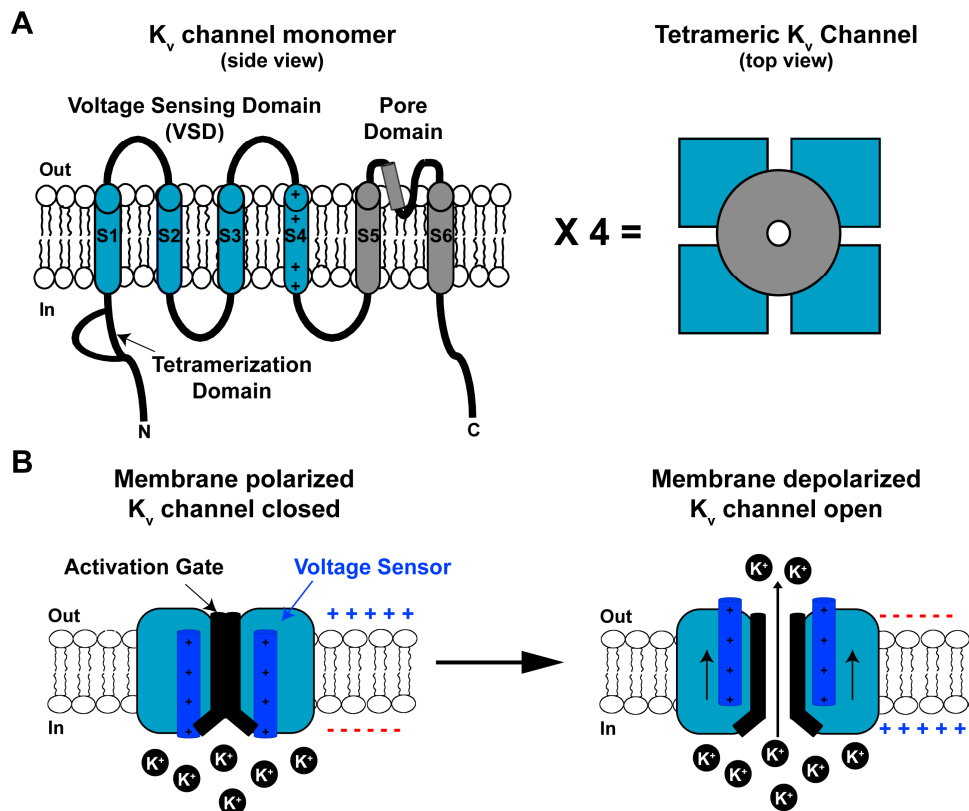 A
Kv channel monomer
(side view)
Tetrameric Kv Channel
(top view)
Voltage Sensing Domain
(VSD)
Pore
Domain
Out
+
+
S1 S2 S3 S4 S5 S6
+
+
In
X 4 =
Tetramerization
Domain
N
C
B
Membrane polarized
Kv channel closed
Membrane depolarized
Kv channel open
Activation Gate
Voltage Sensor
K+ K+
Out
+ + + + +
Out
- - - - - -
+ +
+ +
+ +
+ +
+ +
+ +
+ +
+ +
In
- - - - - -
In
+ + + + +
K+ K+ K+ K+ K+ K+
K+ K+ K+ K+ K+ K+ K+